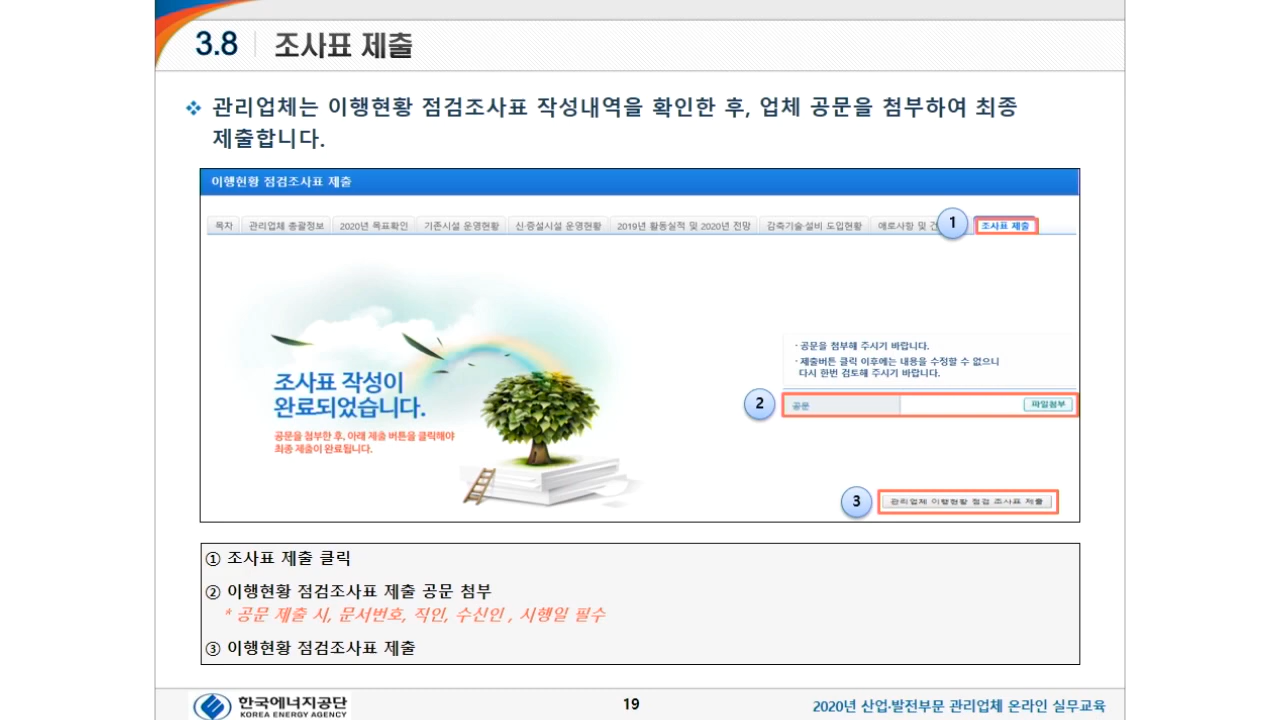 3.8 조사표 제출
관리업체는 이행현황 점검조사표 작성내역을 확인한 후, 업체 공문을 첨부하여 최종
제출합니다.
이행현황 점검조사표 제출
목차 관리업체 총괄정보 2020년 목표확인 기존시설 운영현황 신·증설시설 운영현황 2019년 활동실적 및 2020년 전망 감축기술·설비 도입현황 애로사항 및 1 조사표 제출
· 공문을 첨부해 주시기 바랍니다.
· 제출버튼 클릭 이후에는 내용을 수정할 수 없으니
다시 한번 검토해 주시기 바랍니다.
조사표 작성이
완료되었습니다.
2 공문 파일첨부
공문을 첨부한 후, 아래 제출 버튼을 클릭해야
최종 제출이 완료됩니다.
3 관리업체 이행현황 점검 조사표 제출
① 조사표 제출 클릭
② 이행현황 점검조사표 제출 공문 첨부
* 공문 제출 시, 문서번호, 직인, 수신인 , 시행일 필수
③ 이행현황 점검조사표 제출
한국에너지공단
KOREA ENERGY AGENCY
19
2020년 산업·발전부문 관리업체 온라인 실무교육